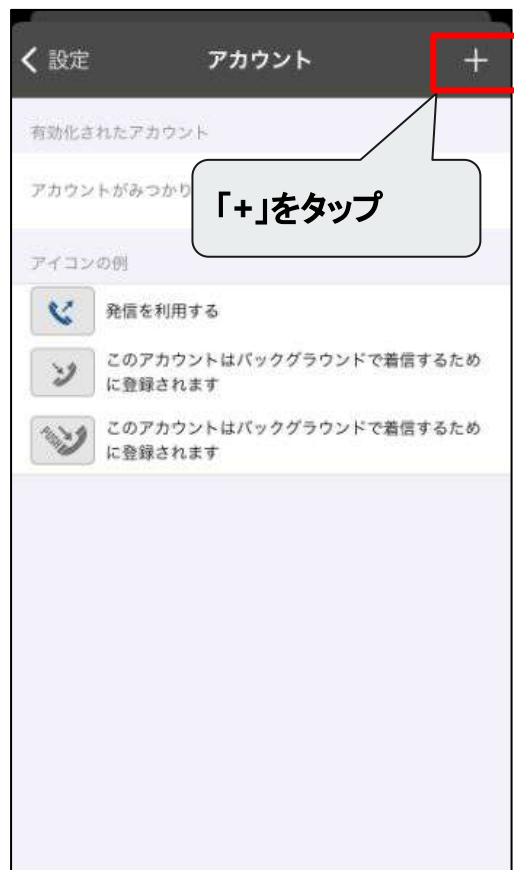 設定
アカウント
+
有効化されたアカウント
アカウントがみつかり
「+」をタップ
アイコンの例
発信を利用する
このアカウントはバックグラウンドで着信するため
に登録されます
PUSH
このアカウントはバックグラウンドで着信するため
に登録されます